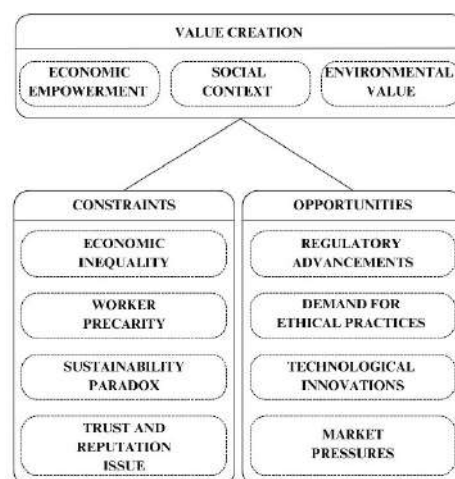 VALUE CREATION
ECONOMIC
EMPOWERMENT
SOCIAL
CONTEXT
ENVIRONMENTAL
VALUE
CONSTRAINTS
ECONOMIC
INEQUALITY
WORKER
PRECARITY
SUSTAINABILITY
PARADOX
TRUST AND
REPUTATION
ISSUE
OPPORTUNITIES
REGULATORY
ADVANCEMENTS
DEMAND FOR
ETHICAL PRACTICES
TECHNOLOGICAL
INNOVATIONS
MARKET
PRESSURES